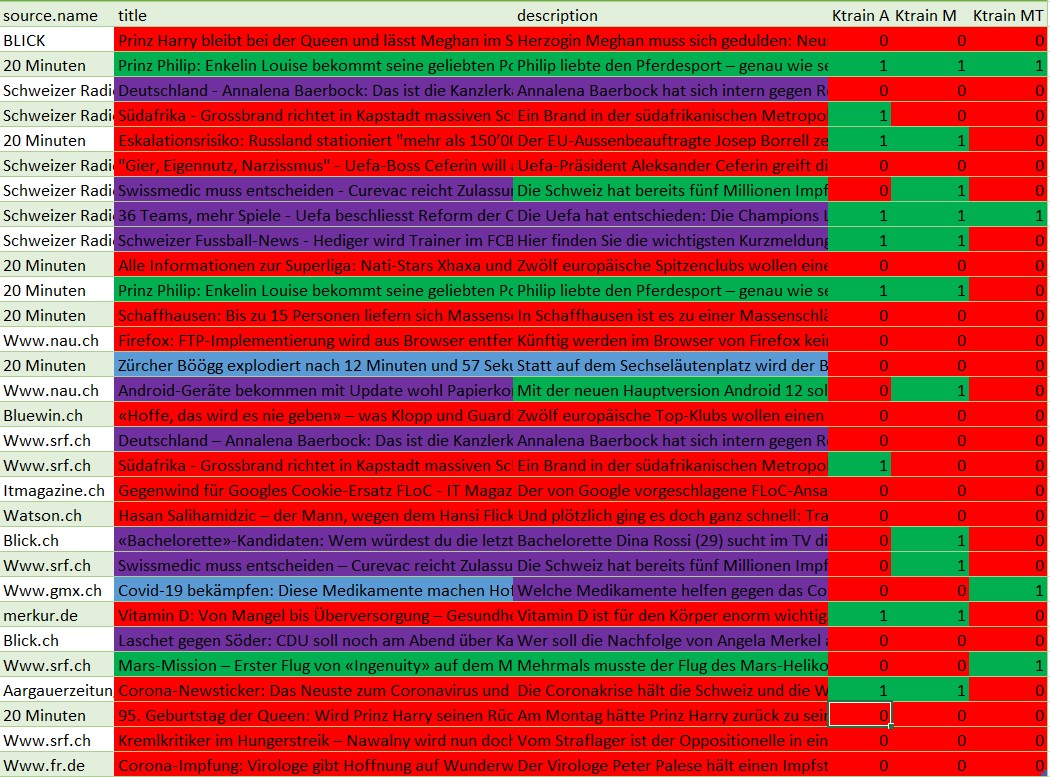 source.name title description Ktrain A Ktrain M Ktrain MT
BLICK Prinz Harry bleibt bei der Queen und lässt Meghan im S Herzogin Meghan muss sich gedulden: Neu 0 0 0
20 Minuten Prinz Philip: Enkelin Louise bekommt seine geliebten Po Philip liebte den Pferdesport – genau wie se 1 1 1
Schweizer Radi Deutschland - Annalena Baerbock: Das ist die Kanzlerka Annalena Baerbock hat sich intern gegen R 0 0 0
Schweizer Radi Südafrika - Grossbrand richtet in Kapstadt massiven Sc Ein Brand in der südafrikanischen Metropo 1 0 0
20 Minuten Eskalationsrisiko: Russland stationiert "mehr als 150’00 Der EU-Aussenbeauftragte Josep Borrell ze 1 1 0
Schweizer Radi "Gier, Eigennutz, Narzissmus" - Uefa-Boss Ceferin will Uefa-Präsident Aleksander Ceferin greift di 0 0 0
Schweizer Radi Swissmedic muss entscheiden - Curevac reicht Zulassu Die Schweiz hat bereits fünf Millionen Impf 0 1 0
Schweizer Radi 36 Teams, mehr Spiele - Uefa beschliesst Reform der C Die Uefa hat entschieden: Die Champions L 1 1 1
Schweizer Radi Schweizer Fussball-News - Hediger wird Trainer im FCB Hier finden Sie die wichtigsten Kurzmeldung 1 1 0
20 Minuten Alle Informationen zur Superliga: Nati-Stars Xhaxa und Zwölf europäische Spitzenclubs wollen eine 0 0 0
20 Minuten Prinz Philip: Enkelin Louise bekommt seine geliebten Po Philip liebte den Pferdesport – genau wie se 1 1 0
20 Minuten Schaffhausen: Bis zu 15 Personen liefern sich Massens In Schaffhausen ist es zu einer Massenschlä 0 0 0
Www.nau.ch Firefox: FTP-Implementierung wird aus Browser entfer Künftig werden im Browser von Firefox kei 0 0 0
20 Minuten Zürcher Böögg explodiert nach 12 Minuten und 57 Seku Statt auf dem Sechseläutenplatz wird der B 0 0 0
Www.nau.ch Android-Geräte bekommen mit Update wohl Papierko Mit der neuen Hauptversion Android 12 sol 0 1 0
Bluewin.ch «Hoffe, das wird es nie geben» – was Klopp und Guardi Zwölf europäische Top-Klubs wollen einen 0 0 0
Www.srf.ch Deutschland – Annalena Baerbock: Das ist die Kanzlerk Annalena Baerbock hat sich intern gegen R 0 0 0
Www.srf.ch Südafrika - Grossbrand richtet in Kapstadt massiven Sc Ein Brand in der südafrikanischen Metropo 1 0 0
Itmagazine.ch Gegenwind für Googles Cookie-Ersatz FLoC - IT Magaz Der von Google vorgeschlagene FLoC-Ansa 0 0 0
Watson.ch Hasan Salihamidzic – der Mann, wegen dem Hansi Flick Und plötzlich ging es doch ganz schnell: Tra 0 0 0
Blick.ch «Bachelorette»-Kandidaten: Wem würdest du die letzt Bachelorette Dina Rossi (29) sucht im TV di 0 1 0
Www.srf.ch Swissmedic muss entscheiden – Curevac reicht Zulassu Die Schweiz hat bereits fünf Millionen Impf 0 1 0
Www.gmx.ch Covid-19 bekämpfen: Diese Medikamente machen Hof Welche Medikamente helfen gegen das Co 0 0 1
merkur.de Vitamin D: Von Mangel bis Überversorgung – Gesundhe Vitamin D ist für den Körper enorm wichtig 1 1 0
Blick.ch Laschet gegen Söder: CDU soll noch am Abend über Ka Wer soll die Nachfolge von Angela Merkel a 0 0 0
Www.srf.ch Mars-Mission – Erster Flug von «Ingenuity» auf dem M Mehrmals musste der Flug des Mars-Heliko 0 0 1
Aargauerzeitun Corona-Newsticker: Das Neuste zum Coronavirus und Die Coronakrise hält die Schweiz und die W 1 1 0
20 Minuten 95. Geburtstag der Queen: Wird Prinz Harry seinen Rüc Am Montag hätte Prinz Harry zurück zu sei 0 0 0
Www.srf.ch Kremlkritiker im Hungerstreik – Nawalny wird nun doch Vom Straflager ist der Oppositionelle in ein 0 0 0
Www.fr.de Corona-Impfung: Virologe gibt Hoffnung auf Wunderw Der Virologe Peter Palese hält einen Impfst 0 0 0